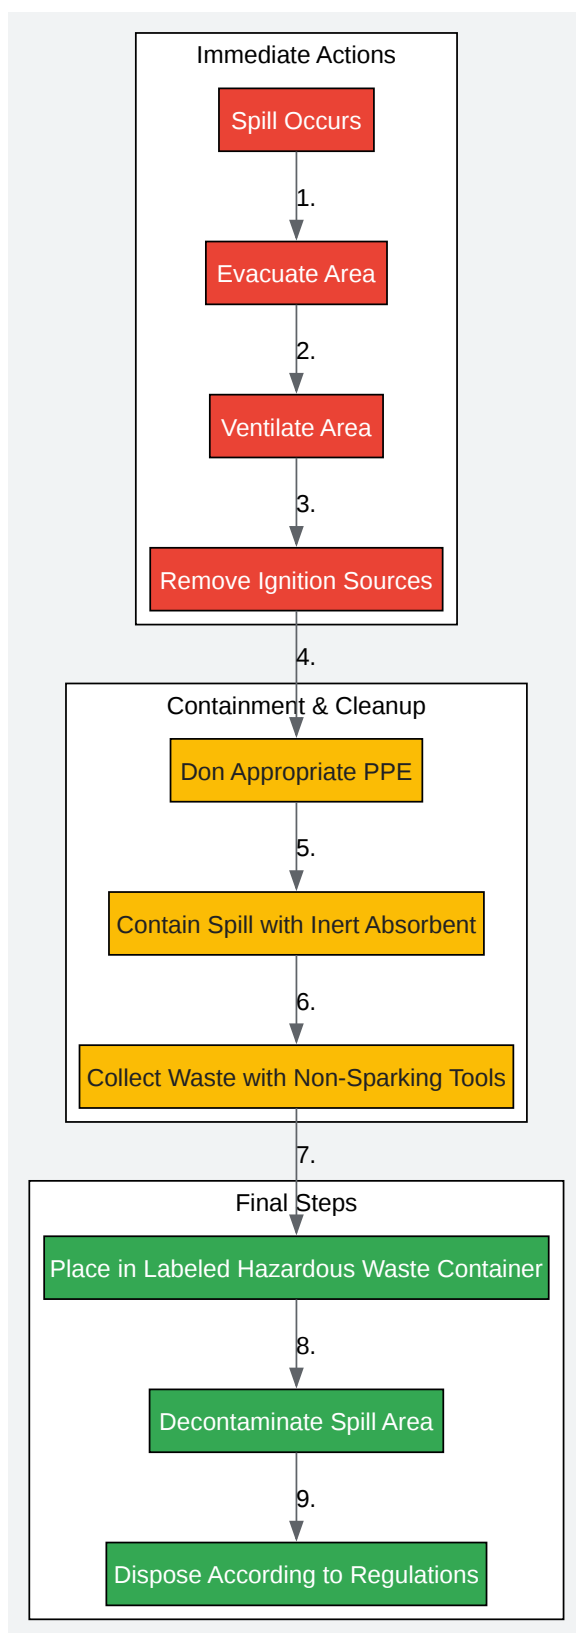 Immediate Actions
Spill Occurs
1.
Evacuate Area
2.
Ventilate Area
3.
Remove Ignition Sources
4.
Containment & Cleanup
Don Appropriate PPE
5.
Contain Spill with Inert Absorbent
6.
Collect Waste with Non-Sparking Tools
7.
Final Steps
Place in Labeled Hazardous Waste Container
8.
Decontaminate Spill Area
9.
Dispose According to Regulations